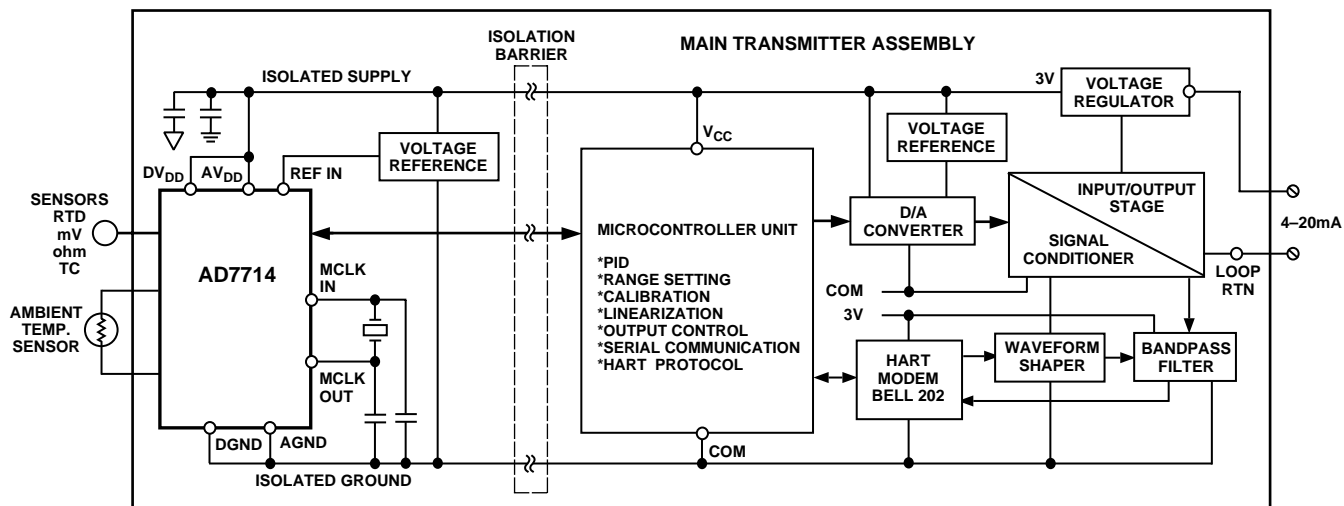 MAIN TRANSMITTER ASSEMBLY
ISOLATION
BARRIER
ISOLATED SUPPLY
3V
VOLTAGE
REGULATOR
VOLTAGE
REFERENCE
VCC
VOLTAGE
REFERENCE
DVDD
AVDD
REF IN
SENSORS
RTD
mV
ohm
TC
AD7714
MCLK
IN
MCLK
OUT
AMBIENT
TEMP.
SENSOR
DGND
AGND
ISOLATED GROUND
MICROCONTROLLER UNIT
*PID
*RANGE SETTING
*CALIBRATION
*LINEARIZATION
*OUTPUT CONTROL
*SERIAL COMMUNICATION
*HART PROTOCOL
COM
D/A
CONVERTER
INPUT/OUTPUT
STAGE
SIGNAL
CONDITIONER
4–20mA
LOOP
RTN
COM
3V
HART
MODEM
BELL 202
WAVEFORM
SHAPER
BANDPASS
FILTER